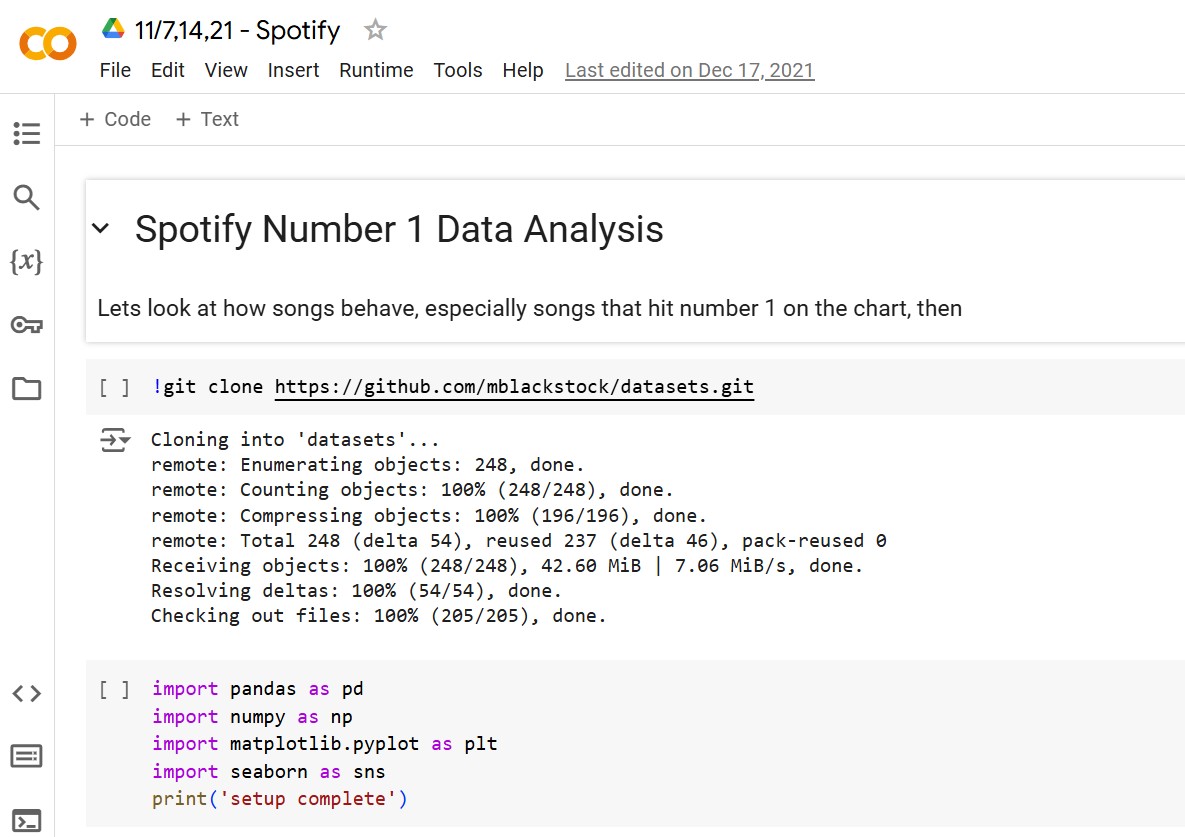 11/7,14,21 - Spotify
File Edit View Insert Runtime Tools Help Last edited on Dec 17, 2021
+ Code + Text
Spotify Number 1 Data Analysis
{x}
Lets look at how songs behave, especially songs that hit number 1 on the chart, then
[ ] !git clone https://github.com/mblackstock/datasets.git
Cloning into 'datasets'...
remote: Enumerating objects: 248, done.
remote: Counting objects: 100% (248/248), done.
remote: Compressing objects: 100% (196/196), done.
remote: Total 248 (delta 54), reused 237 (delta 46), pack-reused 0
Receiving objects: 100% (248/248), 42.60 MiB | 7.06 MiB/s, done.
Resolving deltas: 100% (54/54), done.
Checking out files: 100% (205/205), done.
[ ] import pandas as pd
import numpy as np
import matplotlib.pyplot as plt
import seaborn as sns
print('setup complete')